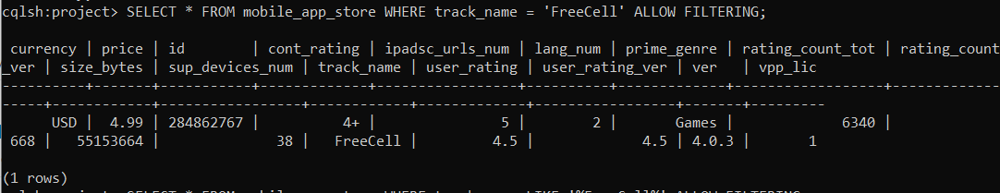 cqlsh:project> SELECT * FROM mobile_app_store WHERE track_name = 'FreeCell' ALLOW FILTERING;
currency | price | id | cont_rating | ipadsc_urls_num | lang_num | prime_genre | rating_count_tot | rating_count
_ver | size_bytes | sup_devices_num | track_name | user_rating | user_rating_ver | ver | vpp_lic
----------+-------+-----------+-------------+-----------------+----------+-------------+------------------+-------------
-----+------------+-----------------+------------+-------------+-----------------+-------+---------
USD | 4.99 | 284862767 | 4+ | 5 | 2 | Games | 6340 |
668 | 55153664 | 38 | FreeCell | 4.5 | 4.5 | 4.0.3 | 1
(1 rows)